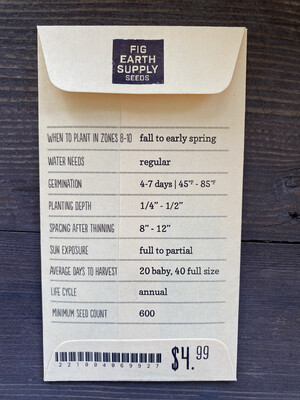 FIG
EARTH
SUPPLY
SEEDS
WHEN TO PLANT IN ZONES 8-10 fall to early spring
WATER NEEDS regular
GERMINATION 4-7 days | 45°F - 85°F
PLANTING DEPTH 1/4" - 1/2"
SPACING AFTER THINNING 8" - 12"
SUN EXPOSURE full to partial
AVERAGE DAYS TO HARVEST 20 baby, 40 full size
LIFE CYCLE annual
MINIMUM SEED COUNT 600
221004069927
$4.99